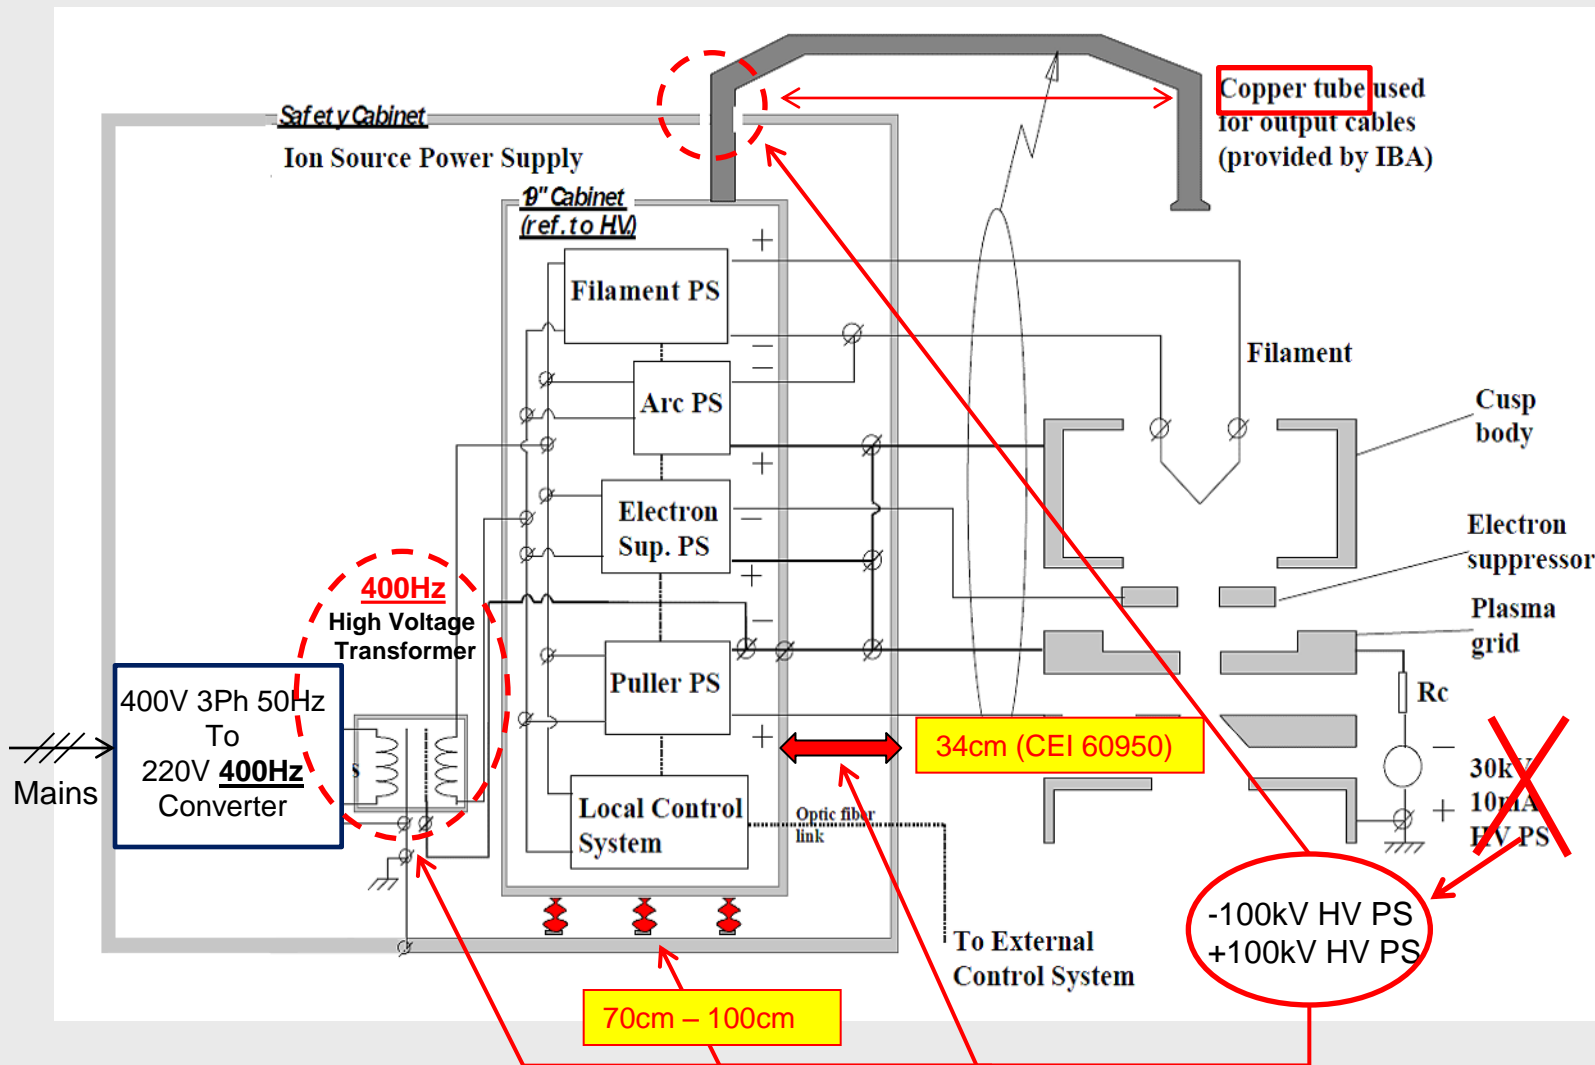 Copper tube used
for output cables
(provided by IBA)
Safety Cabinet
Ion Source Power Supply
19" Cabinet
(ref. to H.V.)
+
Filament PS
−
−
Arc PS
+
Filament
Cusp
body
Electron
Sup. PS
−
+
Electron
suppressor
400Hz
High Voltage
Transformer
−
Plasma
grid
Puller PS
+
Rc
400V 3Ph 50Hz
To
220V 400Hz
Converter
s
Mains
34cm (CEI 60950)
−
30kV
10mA
HV PS
+
Local Control
System
Optic fiber
link
-100kV HV PS
+100kV HV PS
To External
Control System
70cm – 100cm